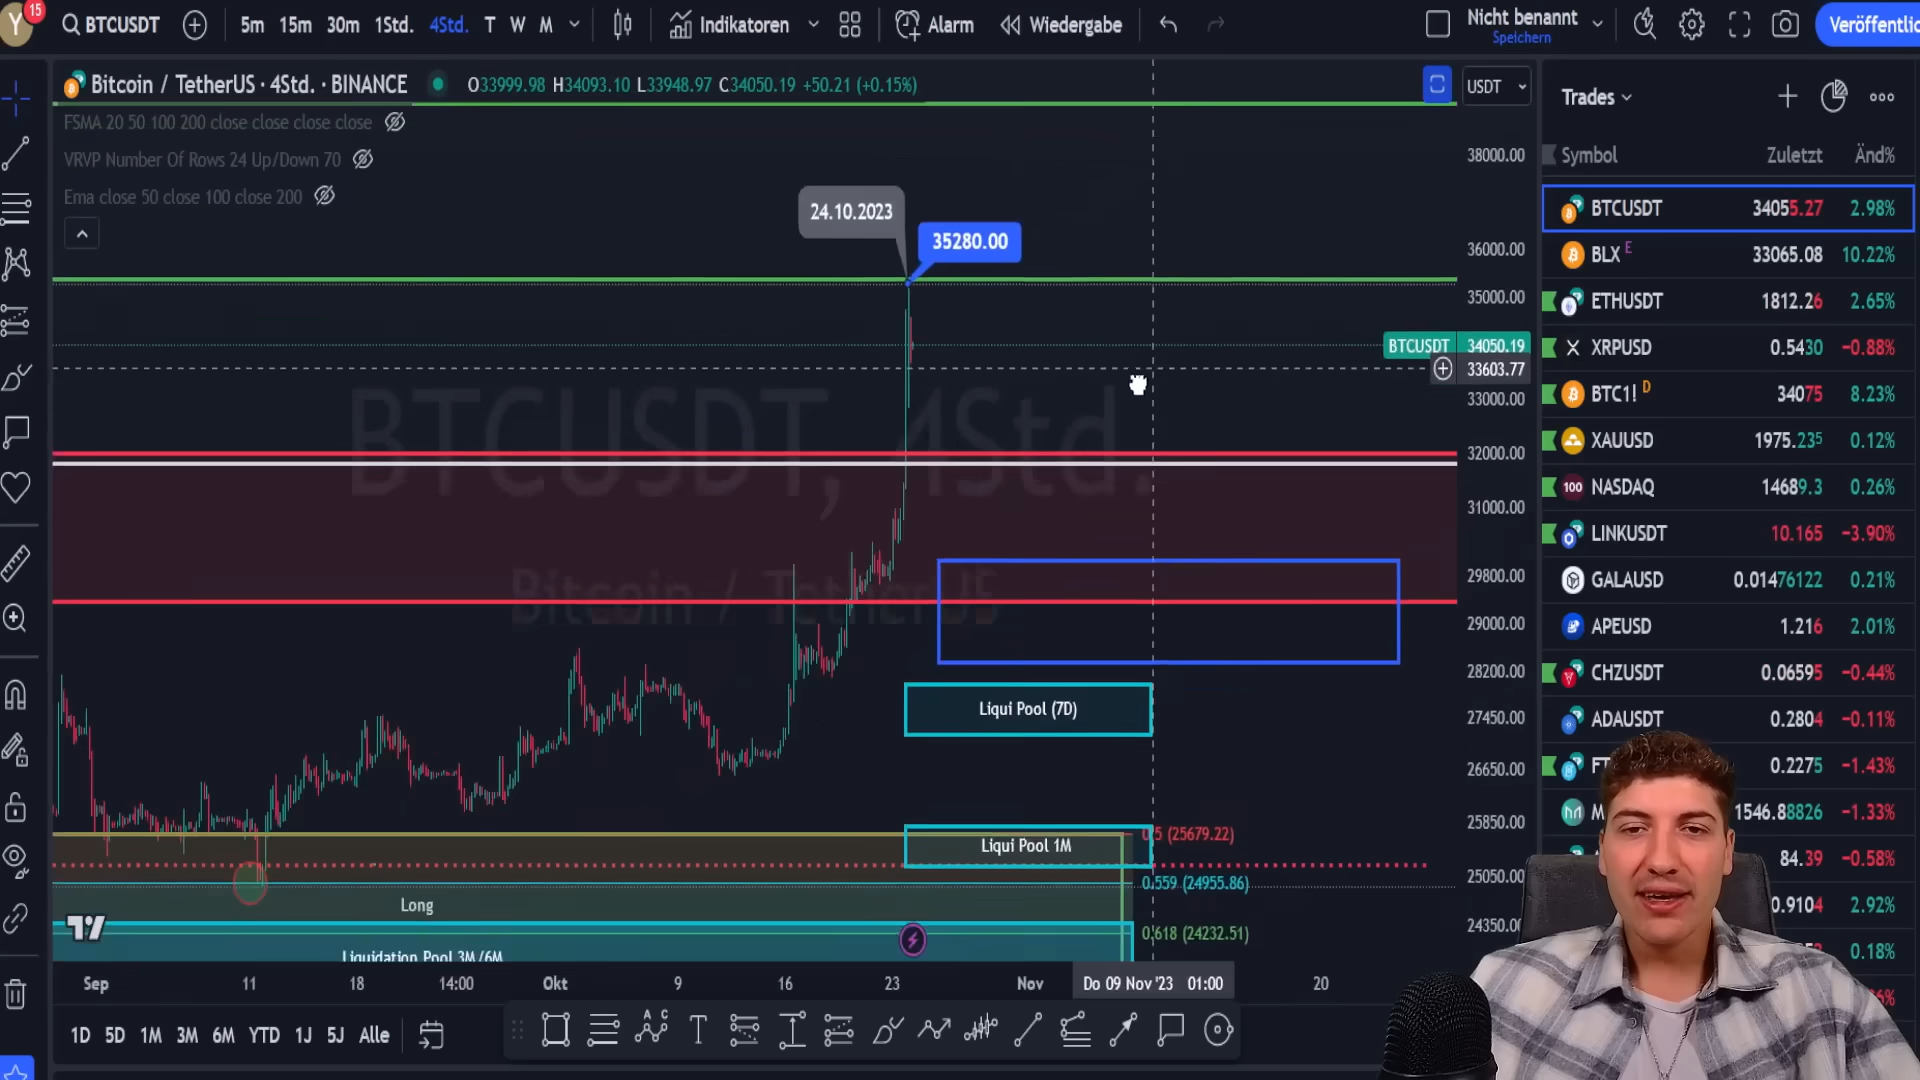 Y 15 BTCUSDT 5m 15m 30m 1Std. 4Std. T W M Indikatoren Alarm Wiedergabe Nicht benannt Veröffentlic
Speichern
Bitcoin / TetherUS · 4Std. · BINANCE O33999.98 H34093.10 L33948.97 C34050.19 +50.21 (+0.15%) USDT
FSMA 20 50 100 200 close close close close
VRVP Number Of Rows 24 Up/Down 70
Ema close 50 close 100 close 200
24.10.2023
35280.00
BTCUSDT, 4Std.
Bitcoin / TetherUS
38000.00
36000.00
35000.00
BTCUSDT 34050.19
33603.77
33000.00
32000.00
31000.00
29800.00
29000.00
28200.00
27450.00
26650.00
25850.00
25050.00
24350.00
Liqui Pool (7D)
Liqui Pool 1M
(25679.22)
0.559 (24955.86)
0.618 (24232.51)
Long
Liquidation Pool 3M/6M
Sep 11 18 14:00 Okt 9 16 23 Nov Do 09 Nov '23 01:00 20
1D 5D 1M 3M 6M YTD 1J 5J Alle
Trades
Symbol Zuletzt Änd%
BTCUSDT 34055.27 2.98%
BLX E 33065.08 10.22%
ETHUSDT 1812.26 2.65%
XRPUSD 0.5430 −0.88%
BTC1! D 34075 8.23%
XAUUSD 1975.235 0.12%
100 NASDAQ 14689.3 0.26%
LINKUSDT 10.165 −3.90%
GALAUSD 0.01476122 0.21%
APEUSD 1.216 2.01%
CHZUSDT 0.06595 −0.44%
ADAUSDT 0.2804 −0.11%
FT 0.2275 −1.43%
M 1546.88826 −1.33%
84.39 −0.58%
0.9104 2.92%
0.18%